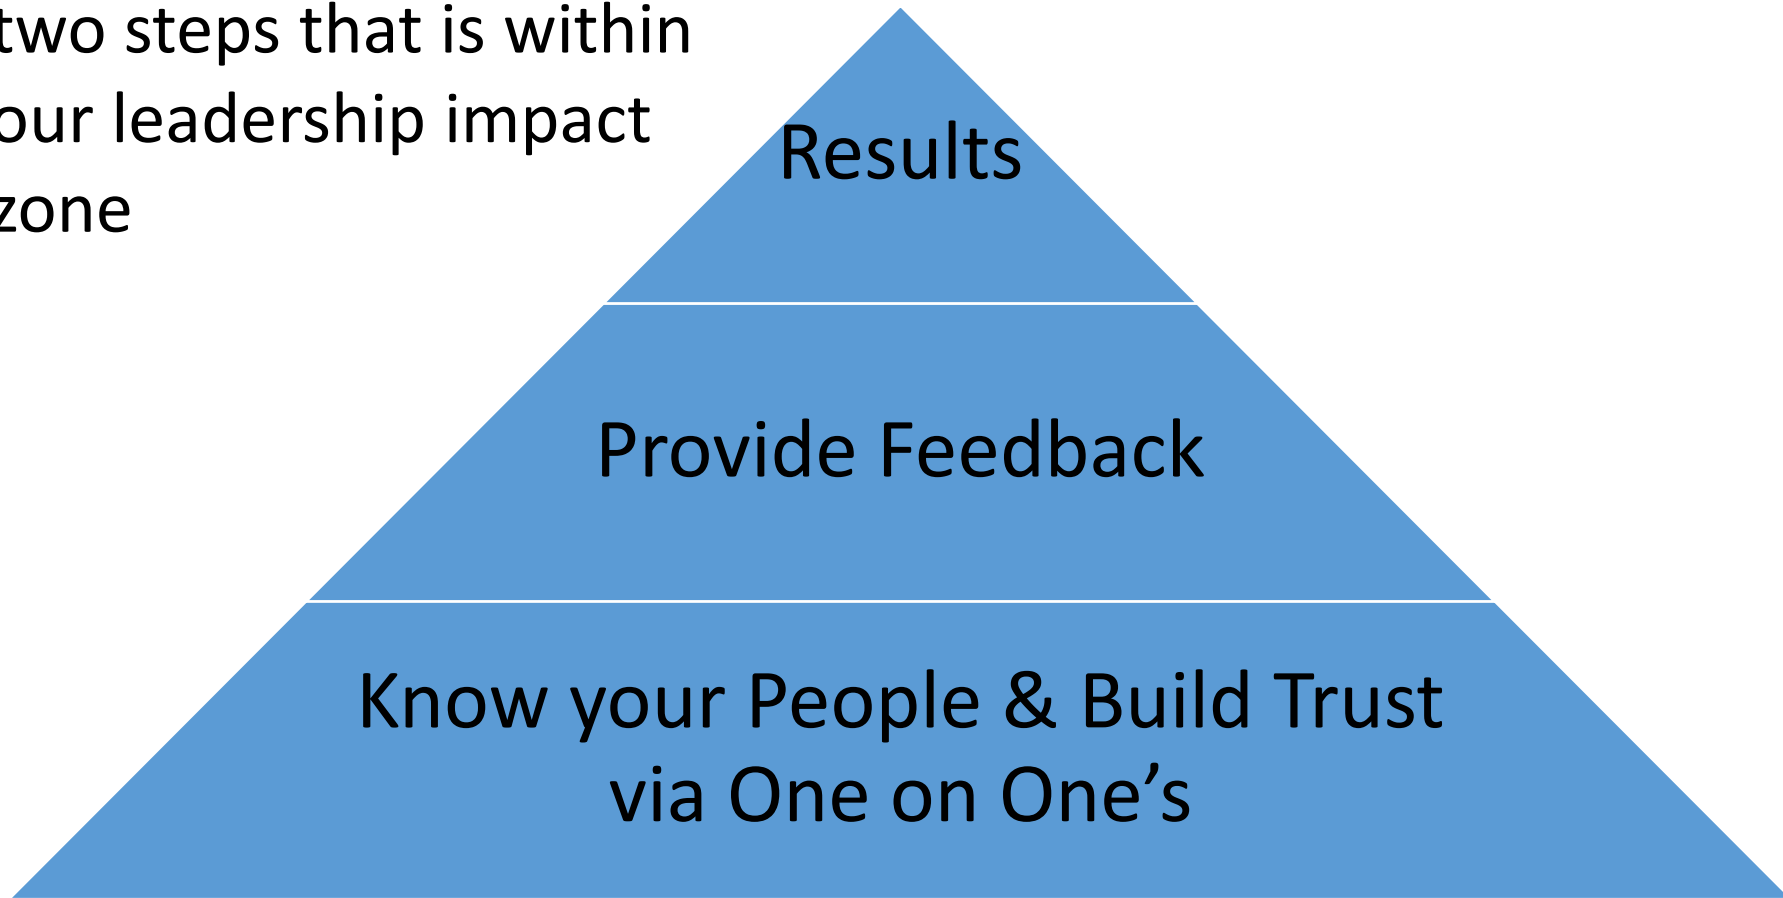 two steps that is within
our leadership impact
zone
Results
Provide Feedback
Know your People & Build Trust
via One on One’s